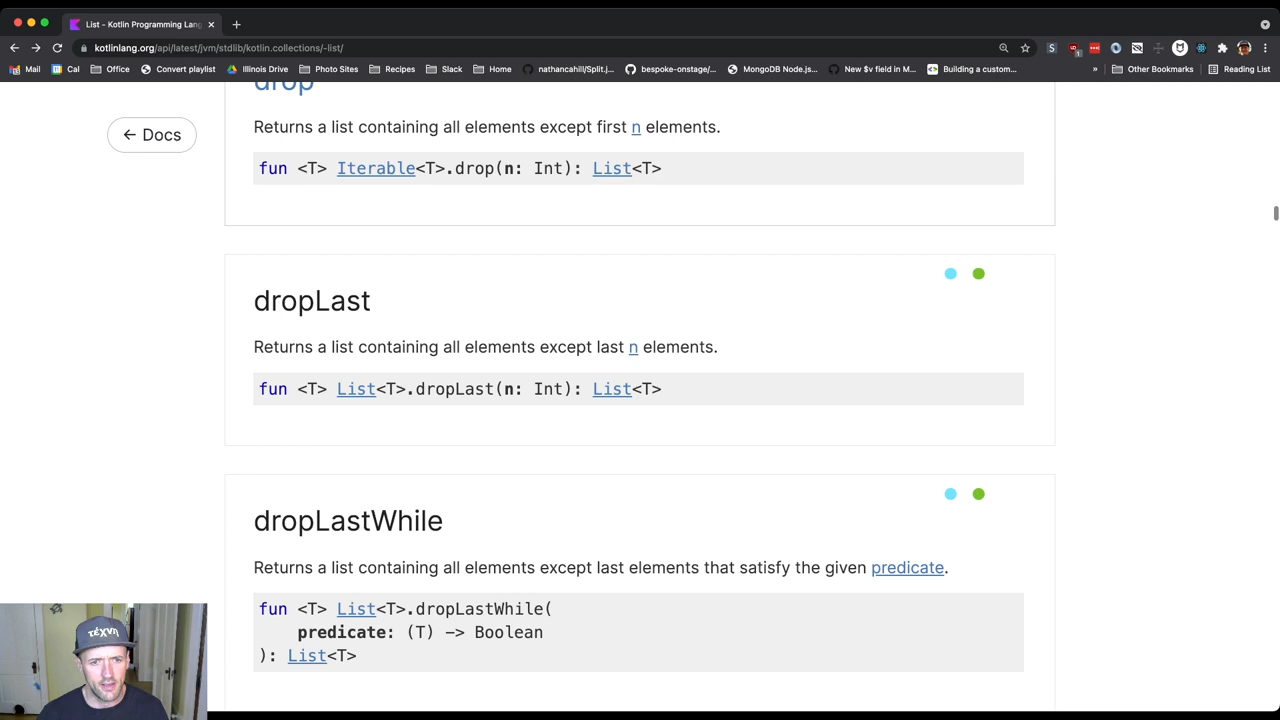 List - Kotlin Programming Lang
kotlinlang.org/api/latest/jvm/stdlib/kotlin.collections/-list/
Mail Cal Office Convert playlist Illinois Drive Photo Sites Recipes Slack Home nathancahill/Split.j... bespoke-onstage/... MongoDB Node.js... New $v field in M... Building a custom... » Other Bookmarks Reading List
drop
← Docs
Returns a list containing all elements except first n elements.
fun <T> Iterable<T>.drop(n: Int): List<T>
dropLast
Returns a list containing all elements except last n elements.
fun <T> List<T>.dropLast(n: Int): List<T>
dropLastWhile
Returns a list containing all elements except last elements that satisfy the given predicate.
fun <T> List<T>.dropLastWhile(
predicate: (T) -> Boolean
): List<T>
τέχνη